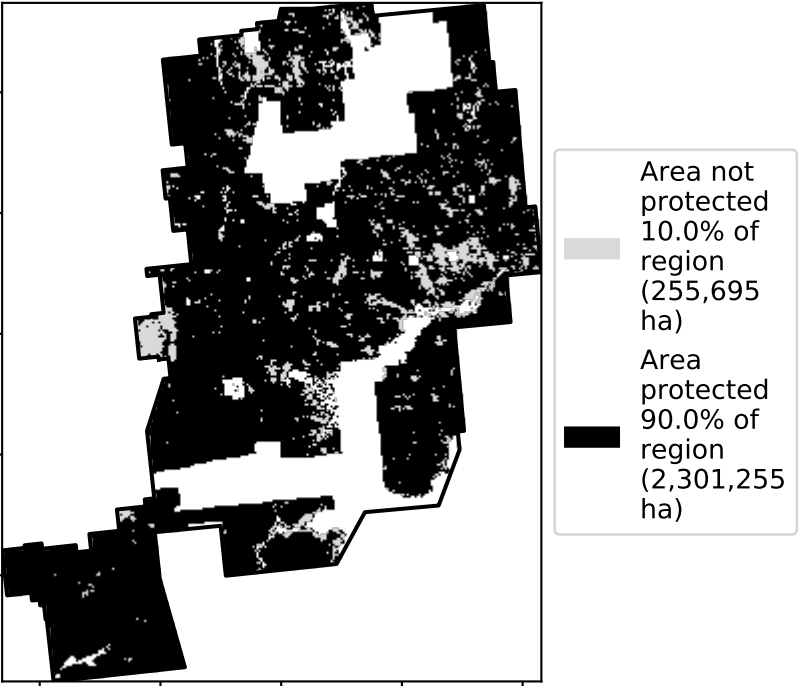 Area not
protected
10.0% of
region
(255,695
ha)
Area
protected
90.0% of
region
(2,301,255
ha)